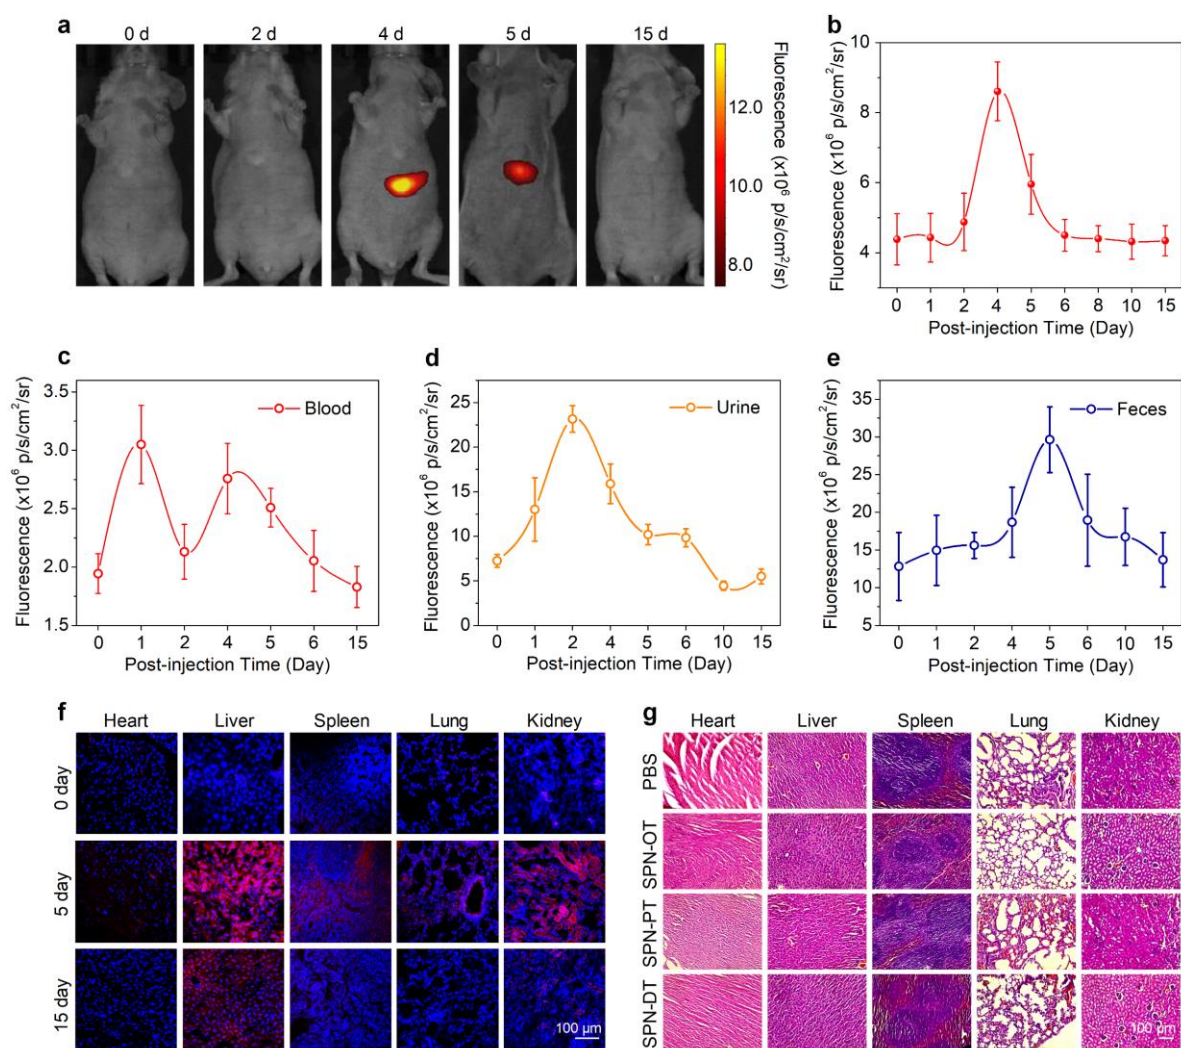 a
0 d 2 d 4 d 5 d 15 d
12.0
10.0
8.0
Fluorescence (x10⁶ p/s/cm²/sr)
b
10
8
6
4
Fluorescence (x10⁶ p/s/cm²/sr)
0 1 2 4 5 6 8 10 15
Post-injection Time (Day)
c
3.5
3.0
2.5
2.0
1.5
Fluorescence (x10⁶ p/s/cm²/sr)
Blood
0 1 2 4 5 6 15
Post-injection Time (Day)
d
25
20
15
10
5
0
Fluorescence (x10⁶ p/s/cm²/sr)
Urine
0 1 2 4 5 6 10 15
Post-injection Time (Day)
e
35
30
25
20
15
10
5
Fluorescence (x10⁶ p/s/cm²/sr)
Feces
0 1 2 4 5 6 10 15
Post-injection Time (Day)
f
Heart Liver Spleen Lung Kidney
0 day
5 day
15 day
100 µm
g
Heart Liver Spleen Lung Kidney
PBS
SPN-OT
SPN-PT
SPN-DT
100 µm